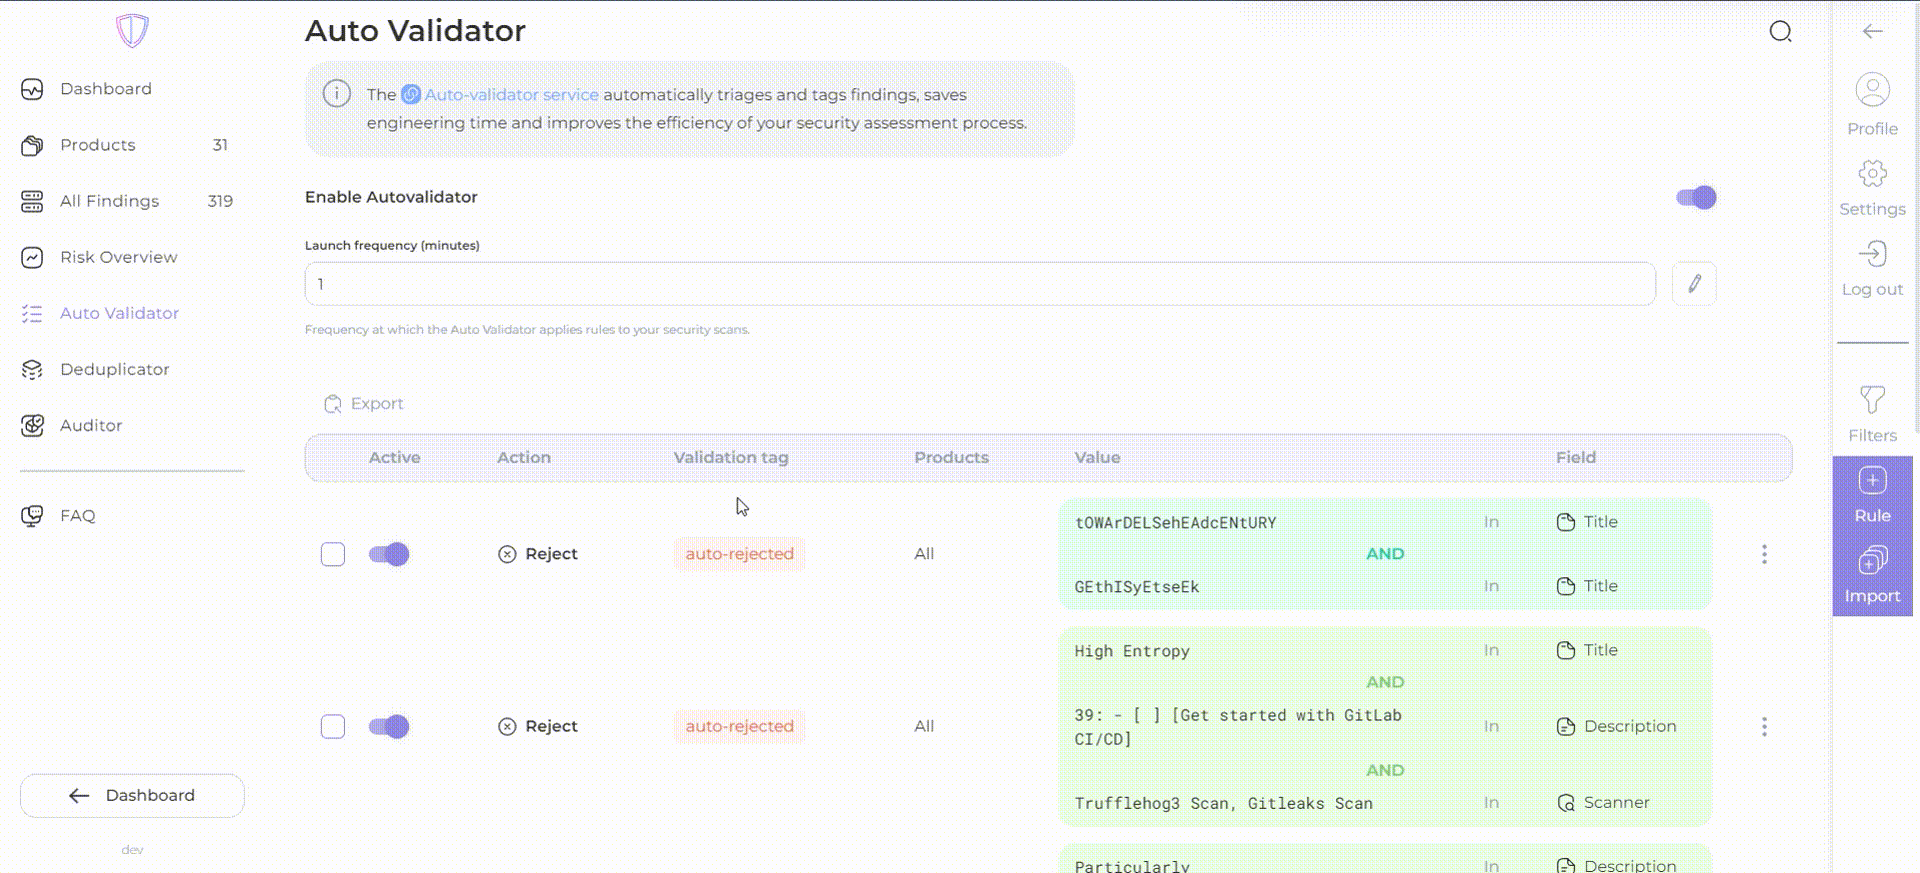 Auto Validator
The Auto-validator service automatically triages and tags findings, saves
engineering time and improves the efficiency of your security assessment process.
Dashboard
Products 31
All Findings 319
Risk Overview
Auto Validator
Deduplicator
Auditor
FAQ
Dashboard
dev
Enable Autovalidator
Launch frequency (minutes)
1
Frequency at which the Auto Validator applies rules to your security scans.
Export
Active Action Validation tag Products Value Field
Reject auto-rejected All
tOWArDELSehEAdcENtURY In Title
AND
GEthISyEtseEk In Title
Reject auto-rejected All
High Entropy In Title
AND
39: - [ ] [Get started with GitLab
CI/CD] In Description
AND
Trufflehog3 Scan, Gitleaks Scan In Scanner
Particularly In Description
Profile
Settings
Log out
Filters
Rule
Import